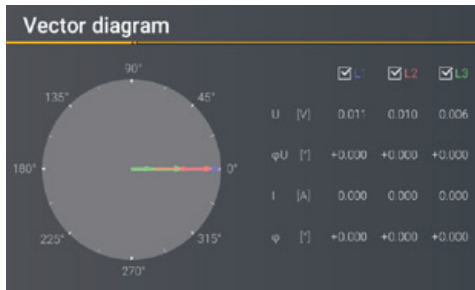 Vector diagram
90°
135° 45°
180° 0°
225° 315°
270°
L1 L2 L3
U [V] 0.011 0.010 0.006
φU [°] +0.000 +0.000 +0.000
I [A] 0.000 0.000 0.000
φ [°] +0.000 +0.000 +0.000